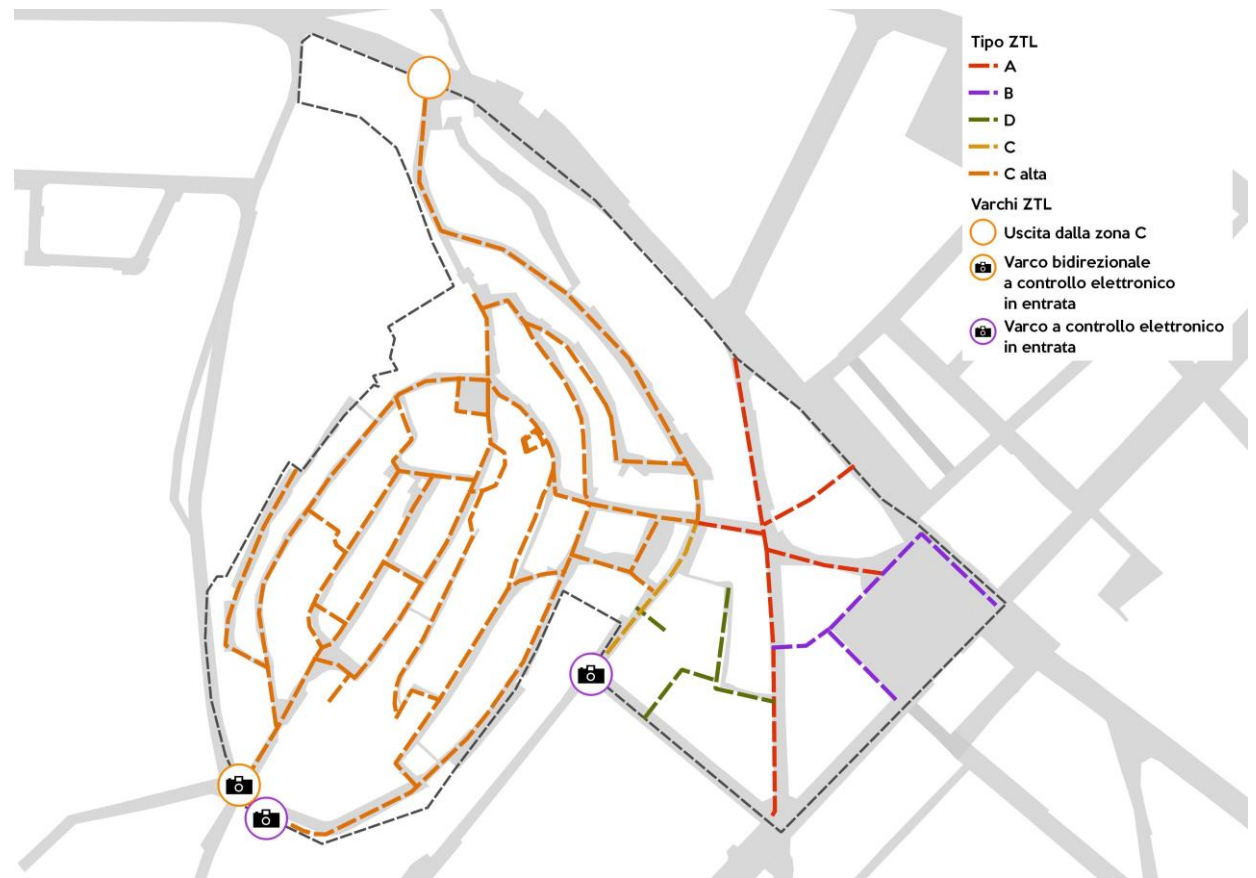 Tipo ZTL
A
B
D
C
C alta
Varchi ZTL
Uscita dalla zona C
Varco bidirezionale
a controllo elettronico
in entrata
Varco a controllo elettronico
in entrata